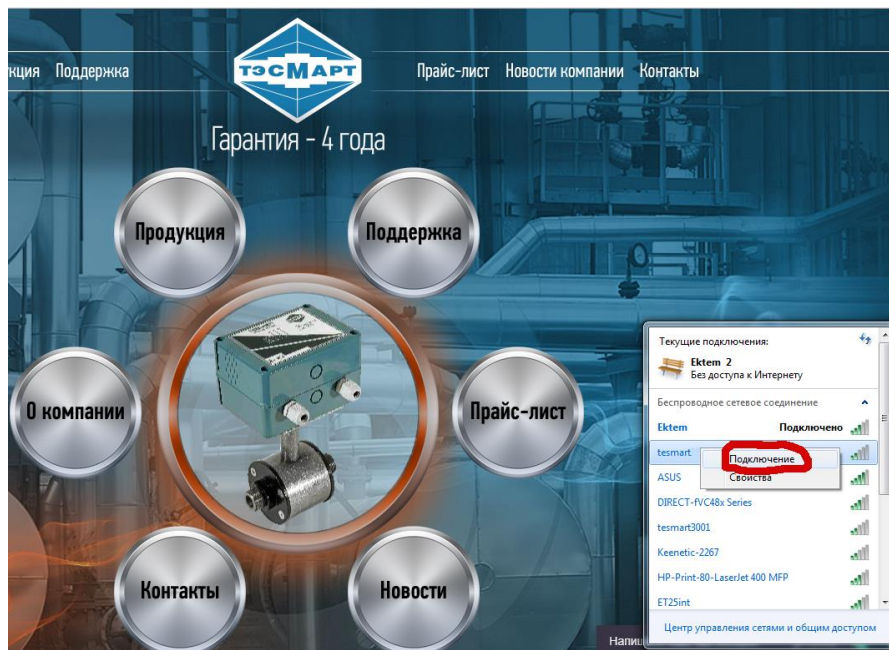 Поддержка
ТЭСМАРТ
Прайс-лист Новости компании Контакты
Гарантия - 4 года
Продукция
Поддержка
О компании
Прайс-лист
Контакты
Новости
Текущие подключения:
Ektem 2
Без доступа к Интернету
Беспроводное сетевое соединение
Ektem Подключено
tesmart
Подключение
Свойства
ASUS
DIRECT-fVC48x Series
tesmart3001
Keenetic-2267
HP-Print-80-LaserJet 400 MFP
ET25int
Центр управления сетями и общим доступом